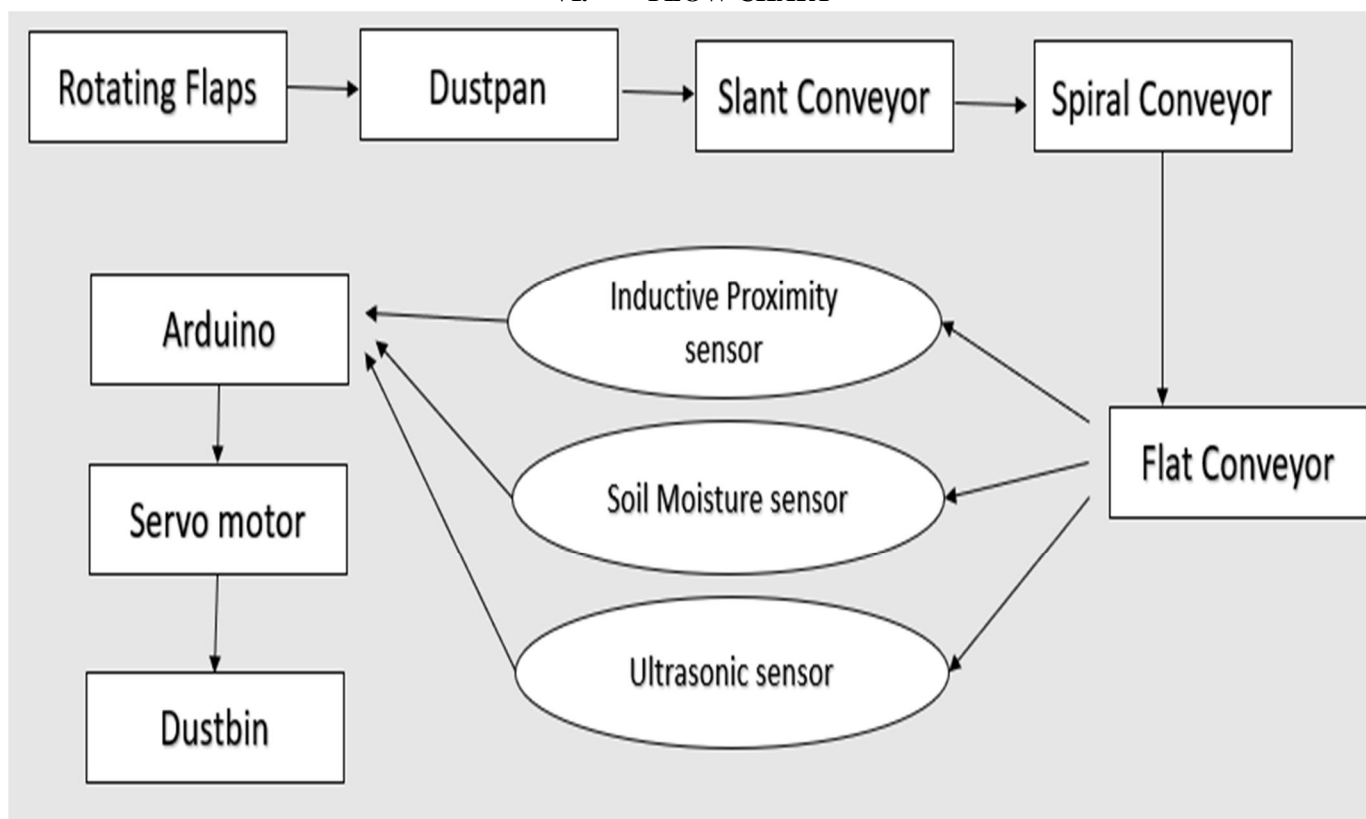 Rotating Flaps
Dustpan
Slant Conveyor
Spiral Conveyor
Inductive Proximity
sensor
Arduino
Flat Conveyor
Soil Moisture sensor
Servo motor
Ultrasonic sensor
Dustbin